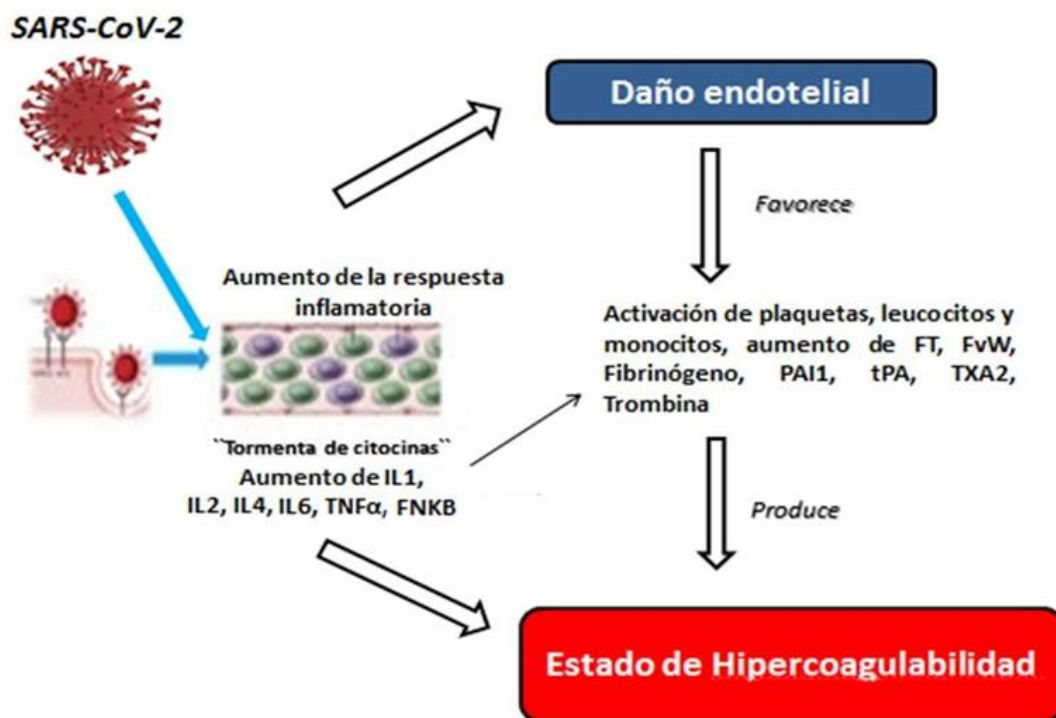 SARS-CoV-2
Daño endotelial
Favorece
Aumento de la respuesta
inflamatoria
Activación de plaquetas, leucocitos y
monocitos, aumento de FT, FvW,
Fibrinógeno, PAI1, tPA, TXA2,
Trombina
``Tormenta de citocinas``
Aumento de IL1,
IL2, IL4, IL6, TNFα, FNKB
Produce
Estado de Hipercoagulabilidad